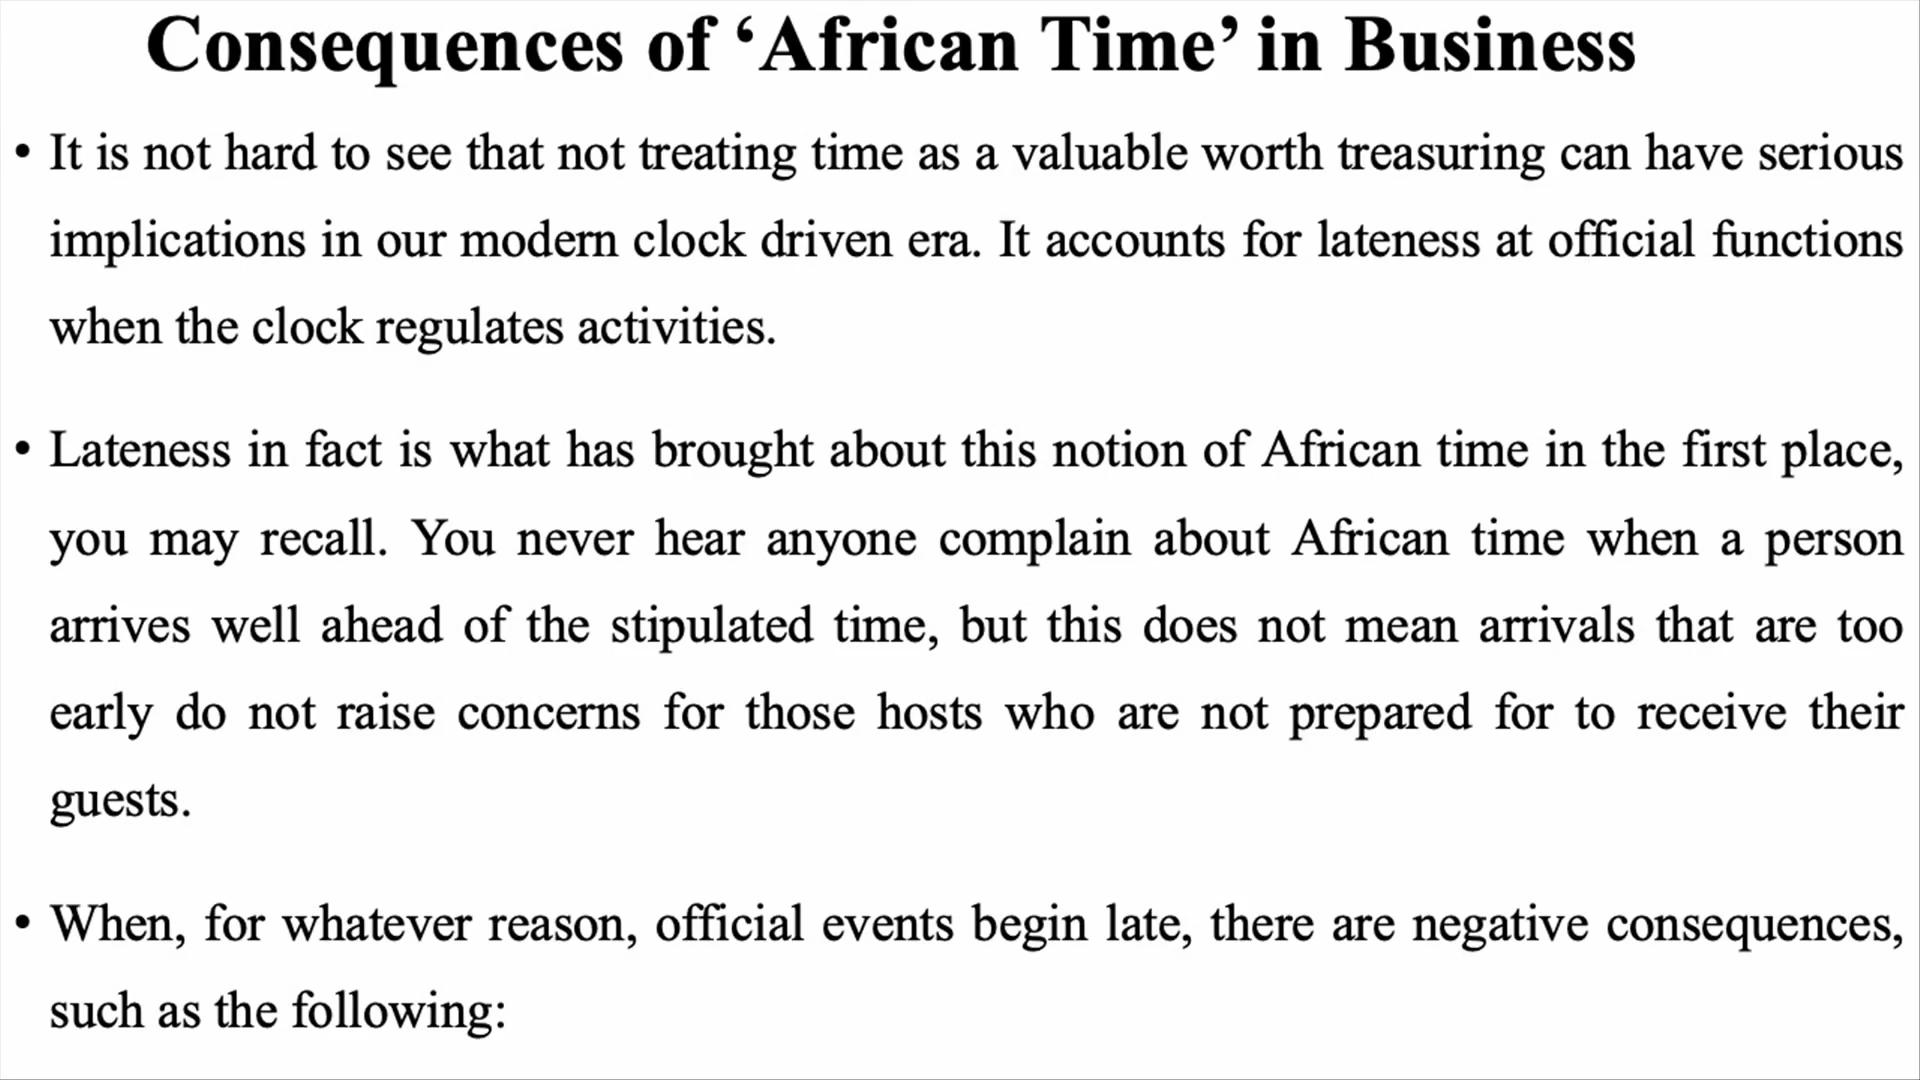 Consequences of ‘African Time’ in Business
• It is not hard to see that not treating time as a valuable worth treasuring can have serious
implications in our modern clock driven era. It accounts for lateness at official functions
when the clock regulates activities.
• Lateness in fact is what has brought about this notion of African time in the first place,
you may recall. You never hear anyone complain about African time when a person
arrives well ahead of the stipulated time, but this does not mean arrivals that are too
early do not raise concerns for those hosts who are not prepared for to receive their
guests.
• When, for whatever reason, official events begin late, there are negative consequences,
such as the following: